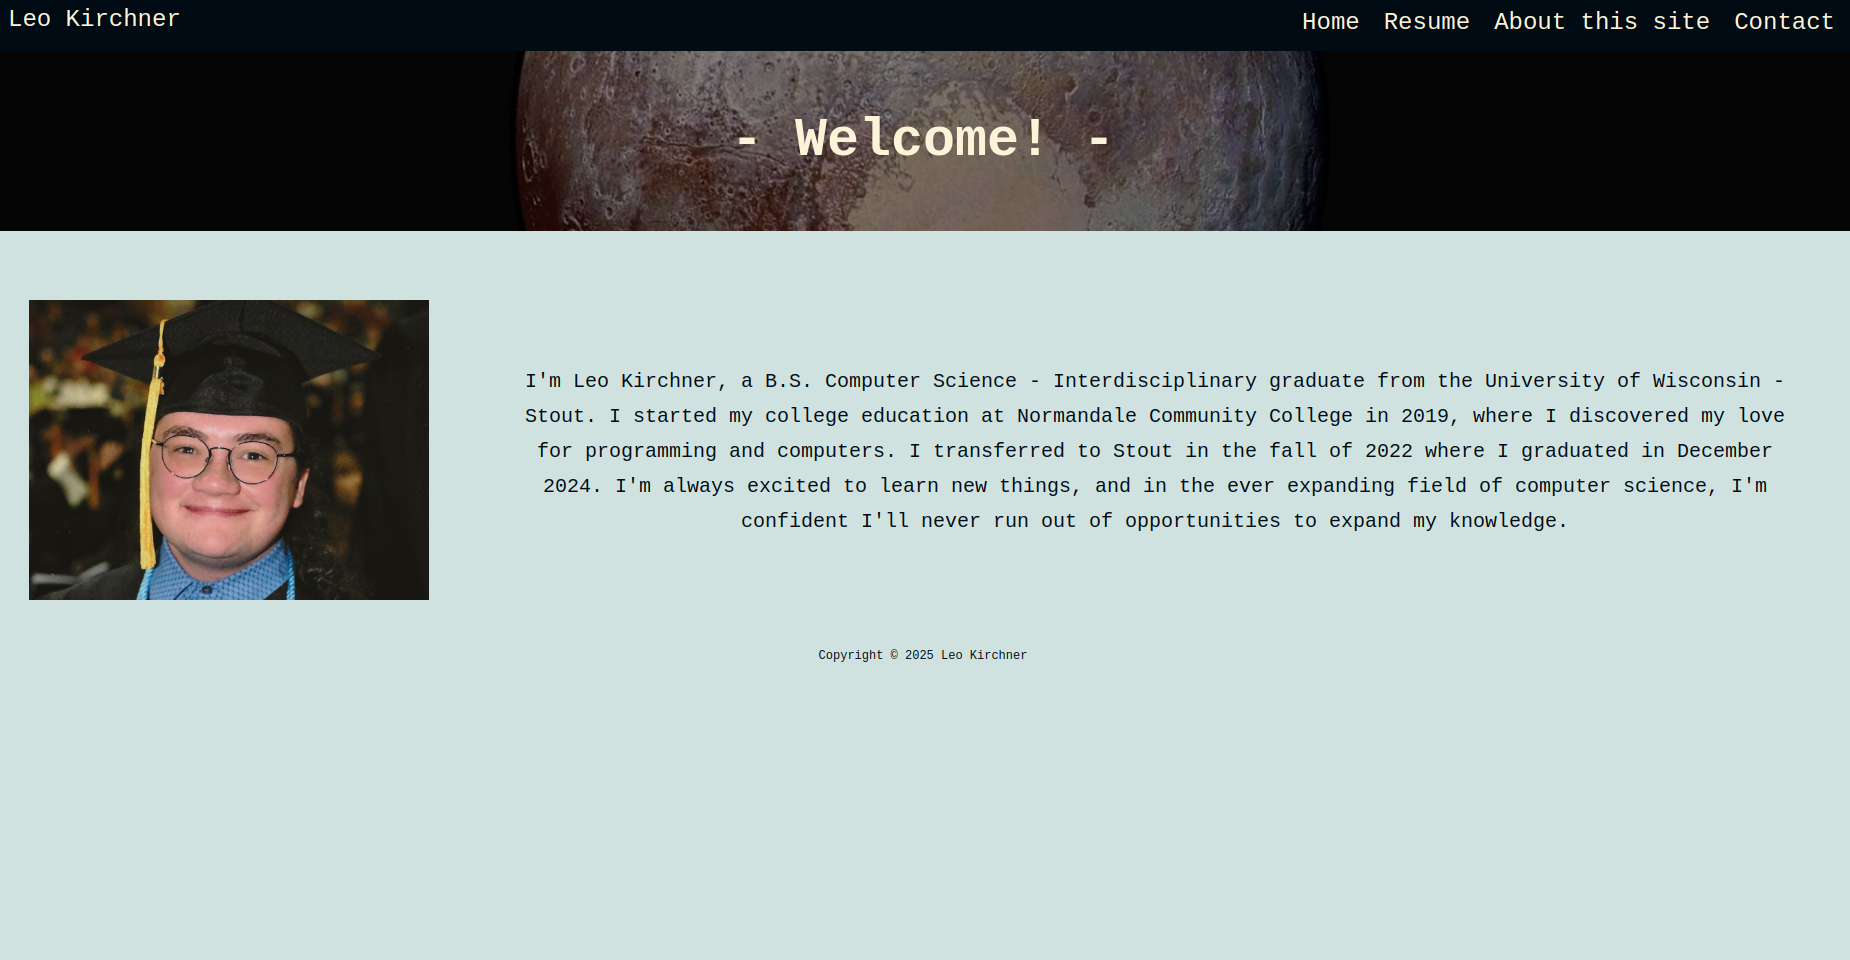 Leo Kirchner
Home Resume About this site Contact
- Welcome! -
I'm Leo Kirchner, a B.S. Computer Science - Interdisciplinary graduate from the University of Wisconsin -
Stout. I started my college education at Normandale Community College in 2019, where I discovered my love
for programming and computers. I transferred to Stout in the fall of 2022 where I graduated in December
2024. I'm always excited to learn new things, and in the ever expanding field of computer science, I'm
confident I'll never run out of opportunities to expand my knowledge.
Copyright © 2025 Leo Kirchner